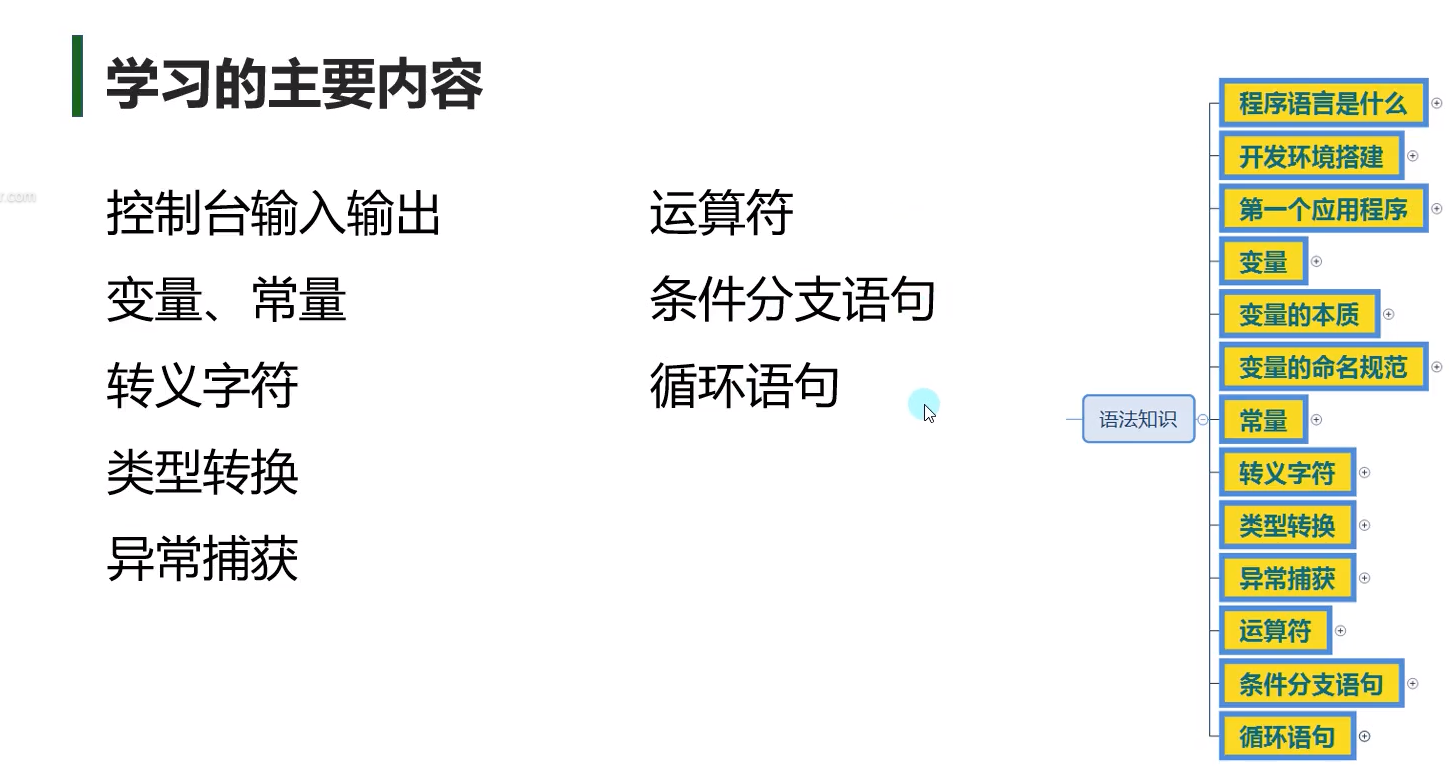 学习的主要内容
控制台输入输出
变量、常量
转义字符
类型转换
异常捕获
运算符
条件分支语句
循环语句
语法知识
程序语言是什么
开发环境搭建
第一个应用程序
变量
变量的本质
变量的命名规范
常量
转义字符
类型转换
异常捕获
运算符
条件分支语句
循环语句
r.com